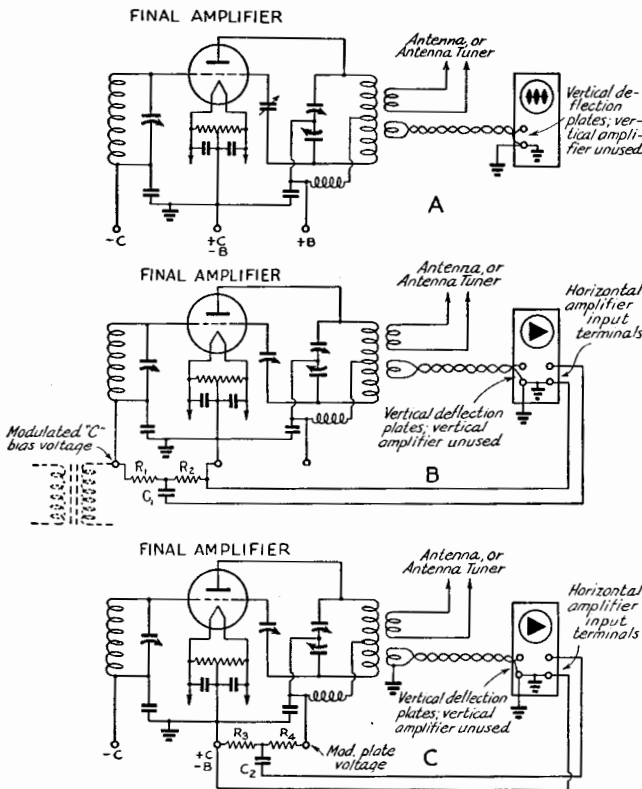 FINAL AMPLIFIER
Antenna, or
Antenna Tuner
Vertical de-
flection
plates; ver-
tical ampli-
fier unused
A
-C
+C
-B
+B
FINAL AMPLIFIER
Antenna, or
Antenna Tuner
Horizontal
amplifier
input
terminals
Vertical deflection
plates; vertical
amplifier unused
Modulated "C"
bias voltage
R1
R2
C1
B
FINAL AMPLIFIER
Antenna, or
Antenna Tuner
Horizontal
amplifier
input
terminals
Vertical deflection
plates; vertical
amplifier unused
-C
+C
-B
R3
R4
C2
Mod. plate
voltage
C